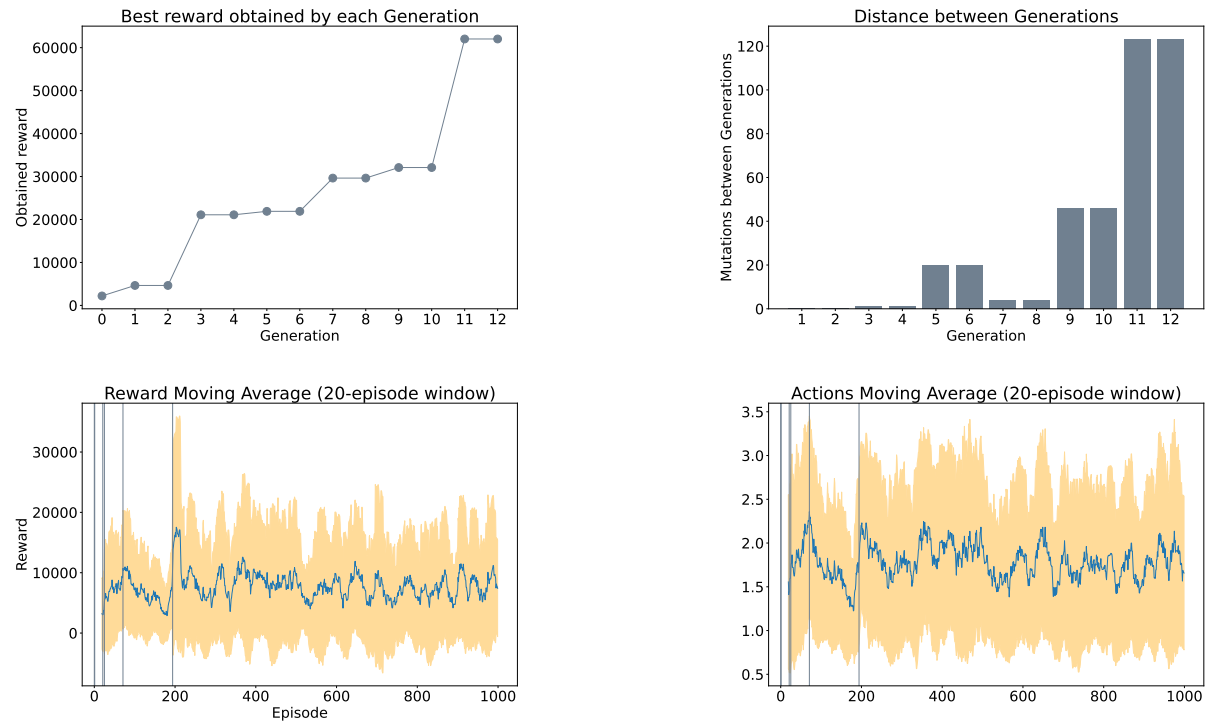 Best reward obtained by each Generation
60000
50000
40000
30000
20000
10000
0
Obtained reward
0 1 2 3 4 5 6 7 8 9 10 11 12
Generation
Distance between Generations
120
100
80
60
40
20
0
Mutations between Generations
1 2 3 4 5 6 7 8 9 10 11 12
Generation
Reward Moving Average (20-episode window)
30000
20000
10000
0
Reward
0 200 400 600 800 1000
Episode
Actions Moving Average (20-episode window)
3.5
3.0
2.5
2.0
1.5
1.0
0.5
0 200 400 600 800 1000